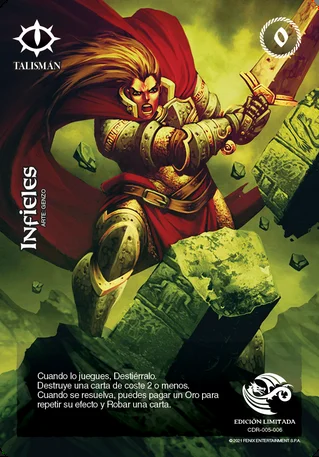 0
TALISMÁN
Infieles
ARTE: GENZO
Cuando lo juegues, Destiérralo.
Destruye una carta de coste 2 o menos.
Cuando se resuelva, puedes pagar un Oro para
repetir su efecto y Robar una carta.
EDICIÓN LIMITADA
CDR-005-006
©2021 FENIX ENTERTAINMENT S.P.A.